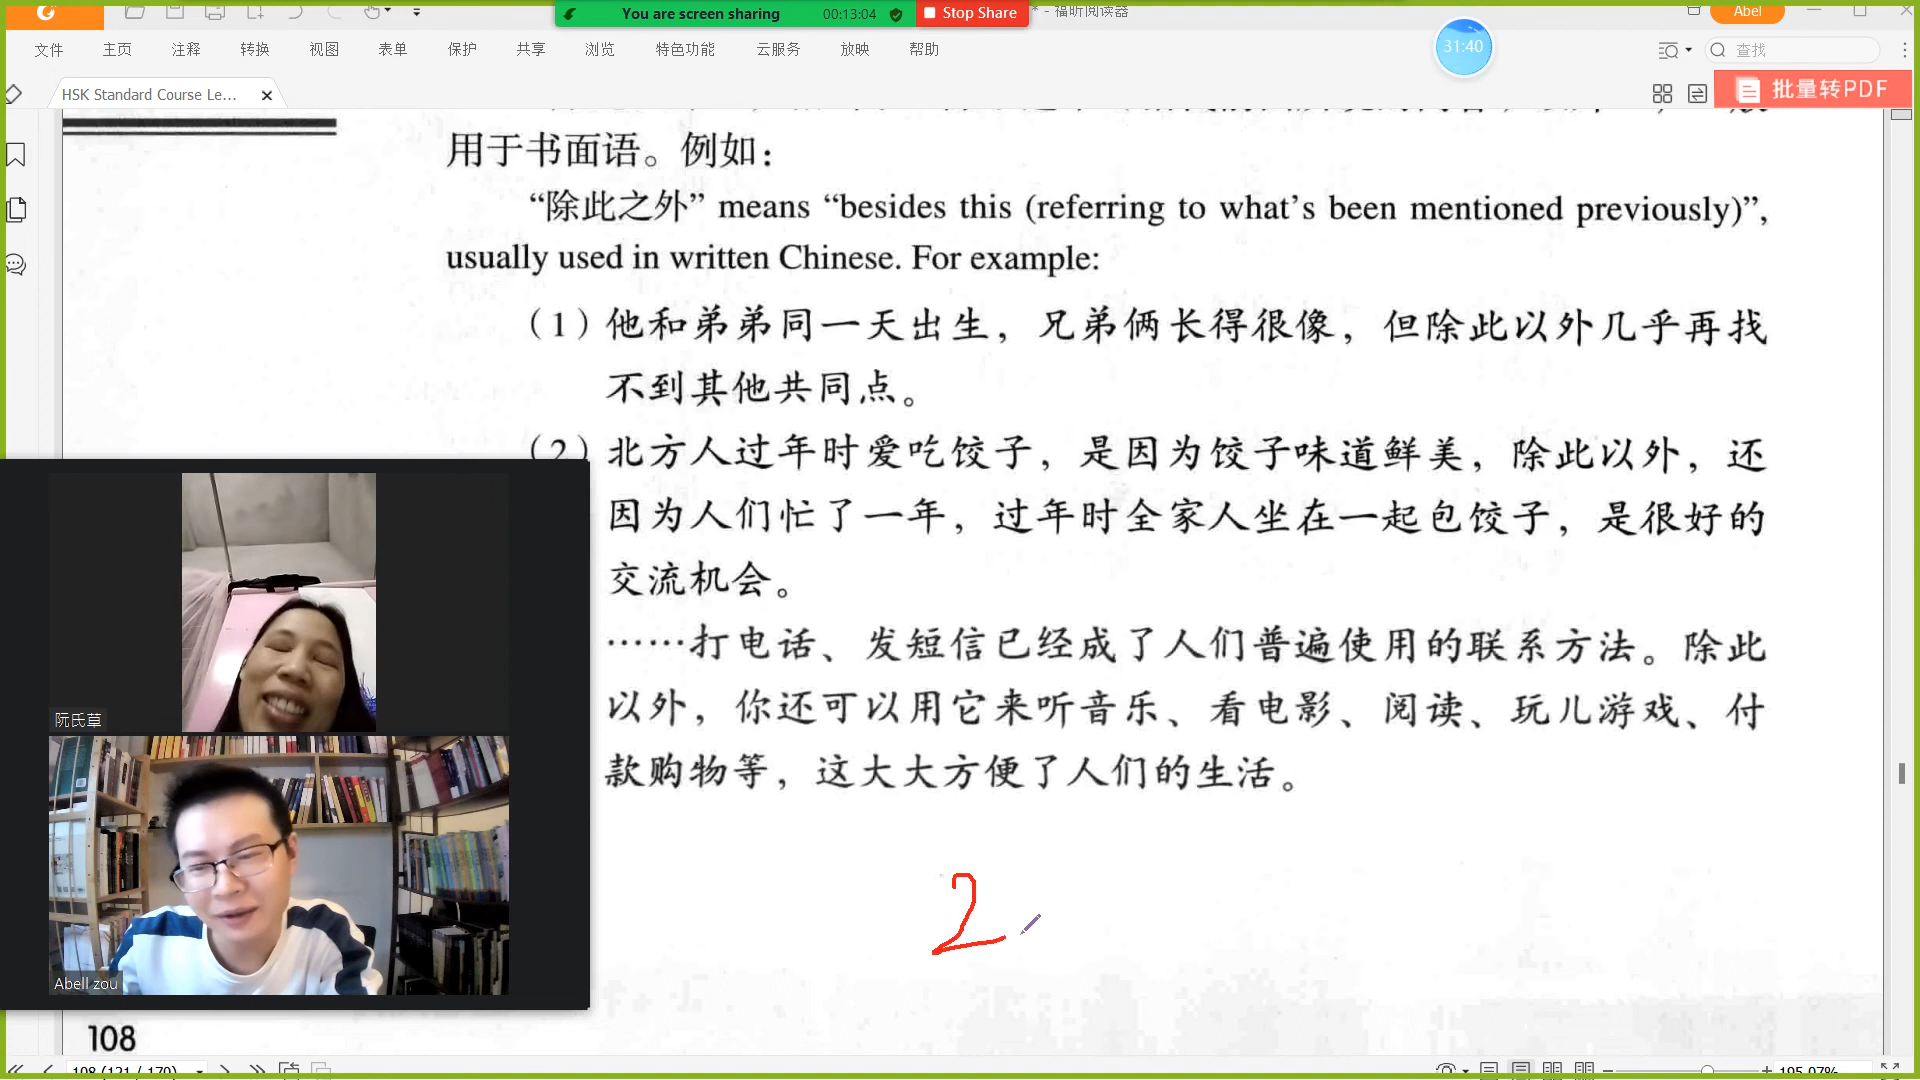 You are screen sharing
00:13:04
Stop Share
- 福昕阅读器
Abel
文件 主页 注释 转换 视图 表单 保护 共享 浏览 特色功能 云服务 放映 帮助
31:40
查找
HSK Standard Course Le...
批量转PDF
用于书面语。例如：
“除此之外” means “besides this (referring to what’s been mentioned previously)”,
usually used in written Chinese. For example:
（1）他和弟弟同一天出生，兄弟俩长得很像，但除此以外几乎再找
不到其他共同点。
（2）北方人过年时爱吃饺子，是因为饺子味道鲜美，除此以外，还
因为人们忙了一年，过年时全家人坐在一起包饺子，是很好的
交流机会。
……打电话、发短信已经成了人们普遍使用的联系方法。除此
以外，你还可以用它来听音乐、看电影、阅读、玩儿游戏、付
款购物等，这大大方便了人们的生活。
阮氏草
Abell zou
2
108
108 (121 / 170)
195.07%